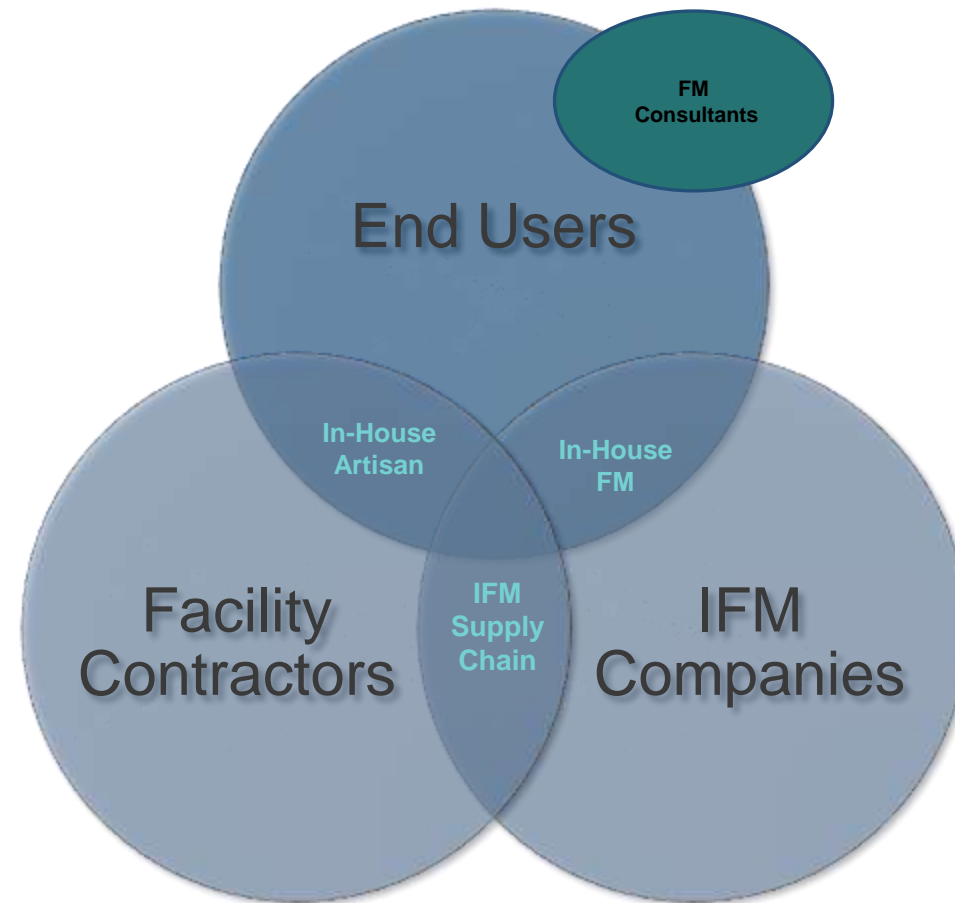 FM
Consultants
End Users
In-House
Artisan
In-House
FM
Facility
Contractors
IFM
Supply
Chain
IFM
Companies